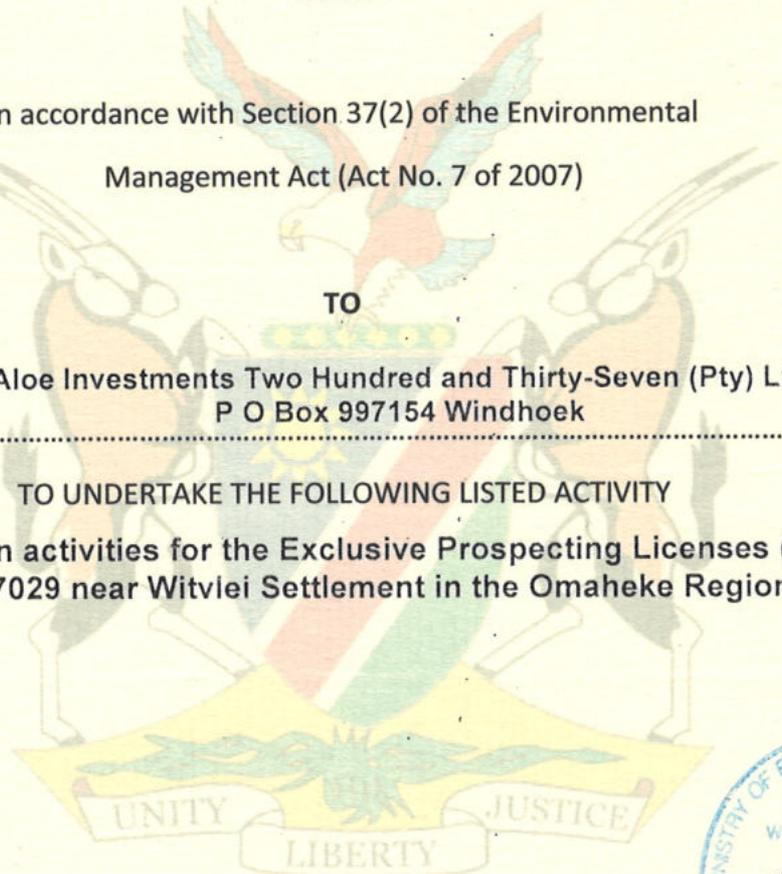 n accordance with Section 37(2) of the Environmental
Management Act (Act No. 7 of 2007)
TO
Aloe Investments Two Hundred and Thirty-Seven (Pty) L
P O Box 997154 Windhoek
TO UNDERTAKE THE FOLLOWING LISTED ACTIVITY
n activities for the Exclusive Prospecting Licenses (
7029 near Witvlei Settlement in the Omaheke Region
UNITY
JUSTICE
LIBERTY
NISTRY OF